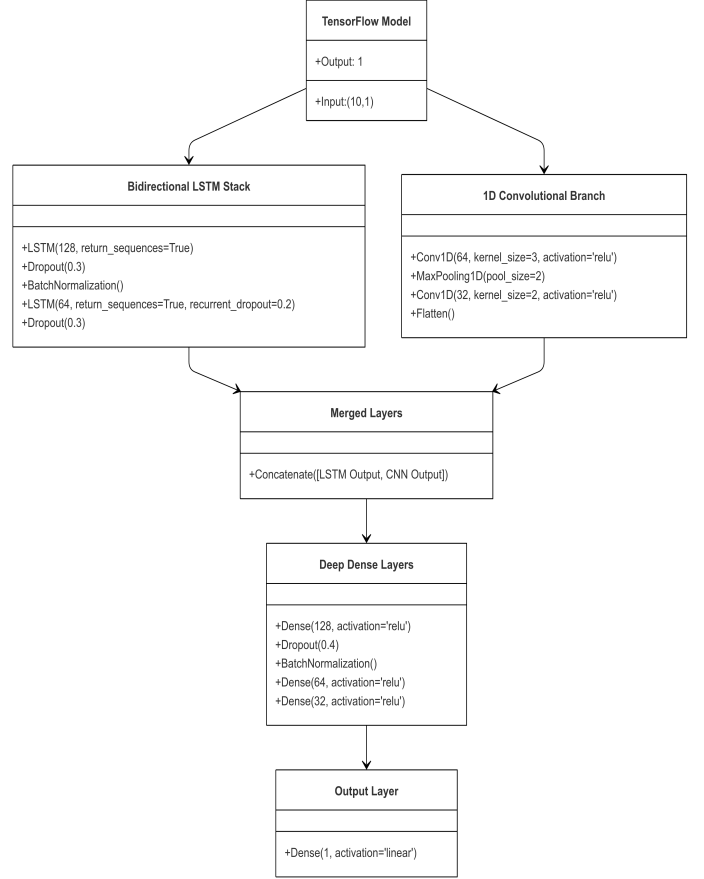 TensorFlow Model
+Output: 1
+Input:(10,1)
Bidirectional LSTM Stack
+LSTM(128, return_sequences=True)
+Dropout(0.3)
+BatchNormalization()
+LSTM(64, return_sequences=True, recurrent_dropout=0.2)
+Dropout(0.3)
1D Convolutional Branch
+Conv1D(64, kernel_size=3, activation='relu')
+MaxPooling1D(pool_size=2)
+Conv1D(32, kernel_size=2, activation='relu')
+Flatten()
Merged Layers
+Concatenate([LSTM Output, CNN Output])
Deep Dense Layers
+Dense(128, activation='relu')
+Dropout(0.4)
+BatchNormalization()
+Dense(64, activation='relu')
+Dense(32, activation='relu')
Output Layer
+Dense(1, activation='linear')